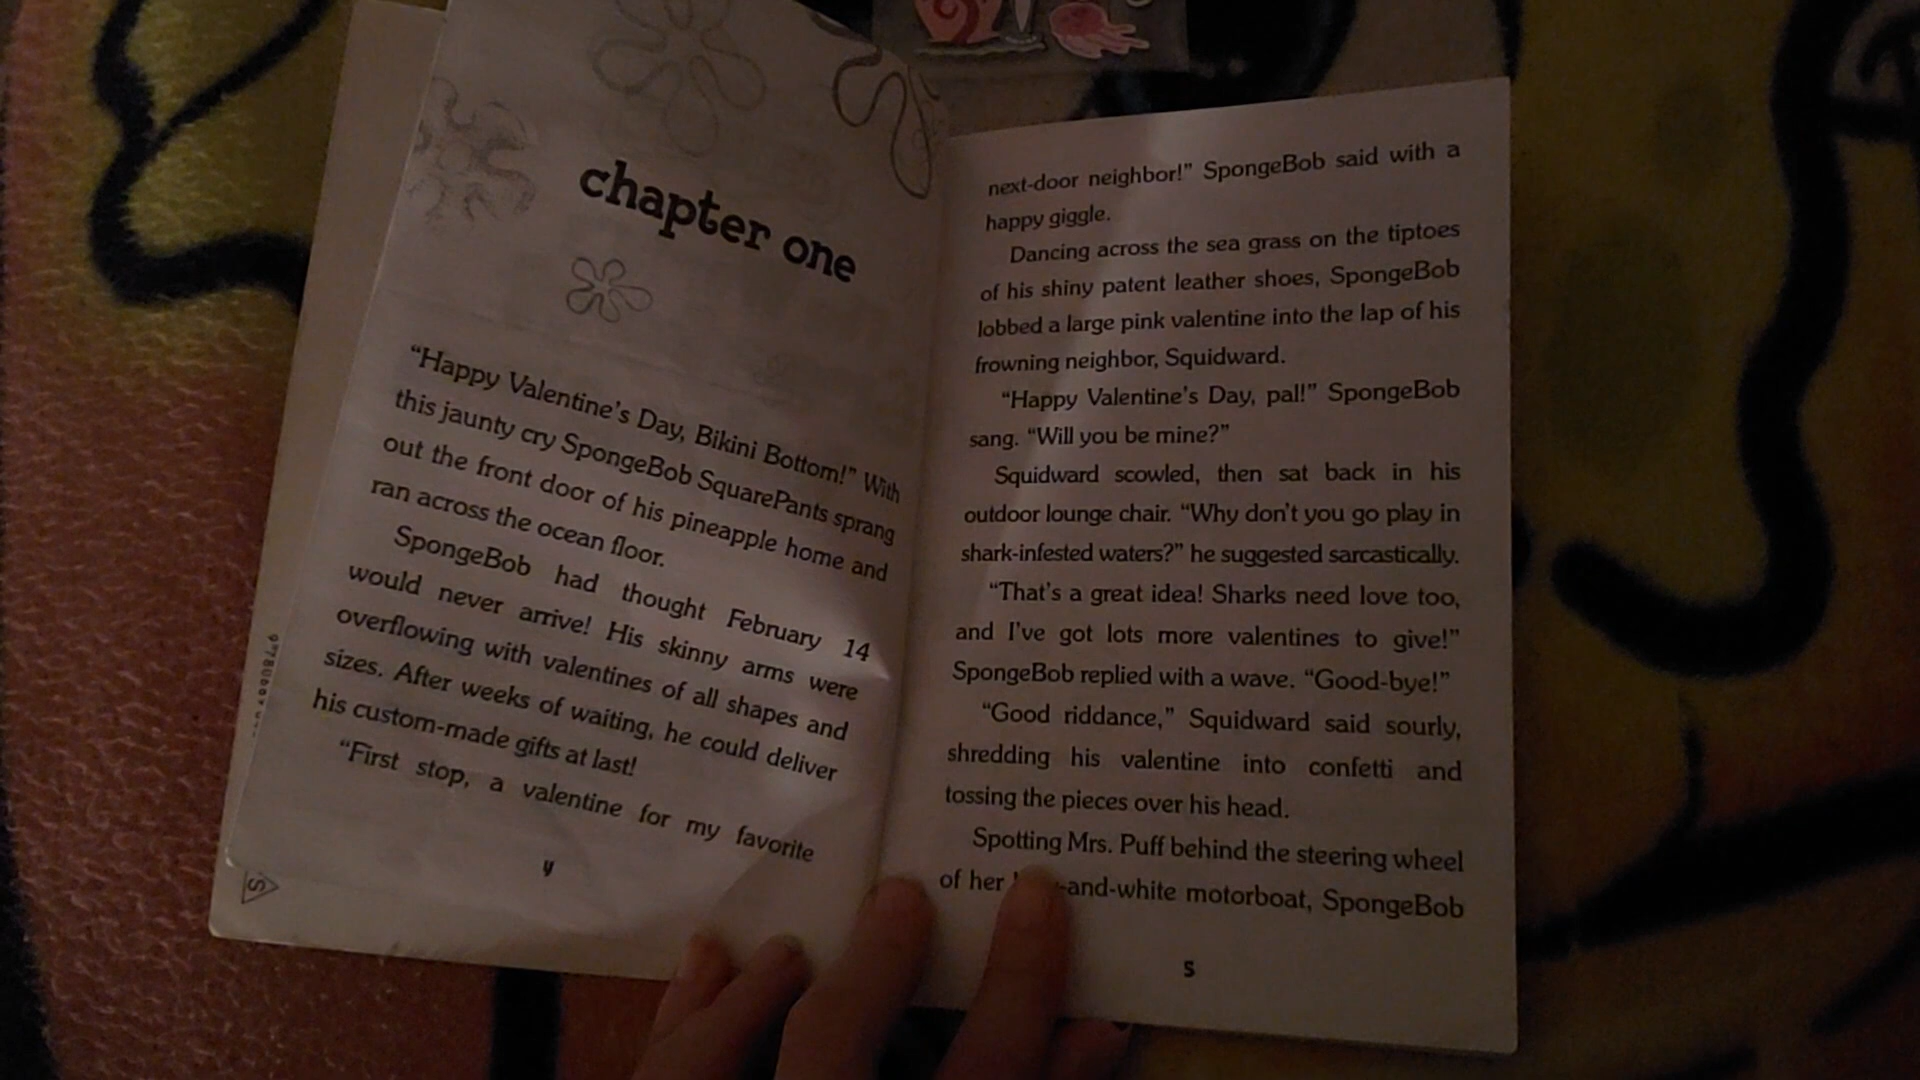 chapter one
“Happy Valentine’s Day, Bikini Bottom!” With
this jaunty cry SpongeBob SquarePants sprang
out the front door of his pineapple home and
ran across the ocean floor.
SpongeBob had thought February 14
would never arrive! His skinny arms were
overflowing with valentines of all shapes and
sizes. After weeks of waiting, he could deliver
his custom-made gifts at last!
“First stop, a valentine for my favorite
4
next-door neighbor!” SpongeBob said with a
happy giggle.
Dancing across the sea grass on the tiptoes
of his shiny patent leather shoes, SpongeBob
lobbed a large pink valentine into the lap of his
frowning neighbor, Squidward.
“Happy Valentine’s Day, pal!” SpongeBob
sang. “Will you be mine?”
Squidward scowled, then sat back in his
outdoor lounge chair. “Why don’t you go play in
shark-infested waters?” he suggested sarcastically.
“That’s a great idea! Sharks need love too,
and I’ve got lots more valentines to give!”
SpongeBob replied with a wave. “Good-bye!”
“Good riddance,” Squidward said sourly,
shredding his valentine into confetti and
tossing the pieces over his head.
Spotting Mrs. Puff behind the steering wheel
of her -and-white motorboat, SpongeBob
5
S